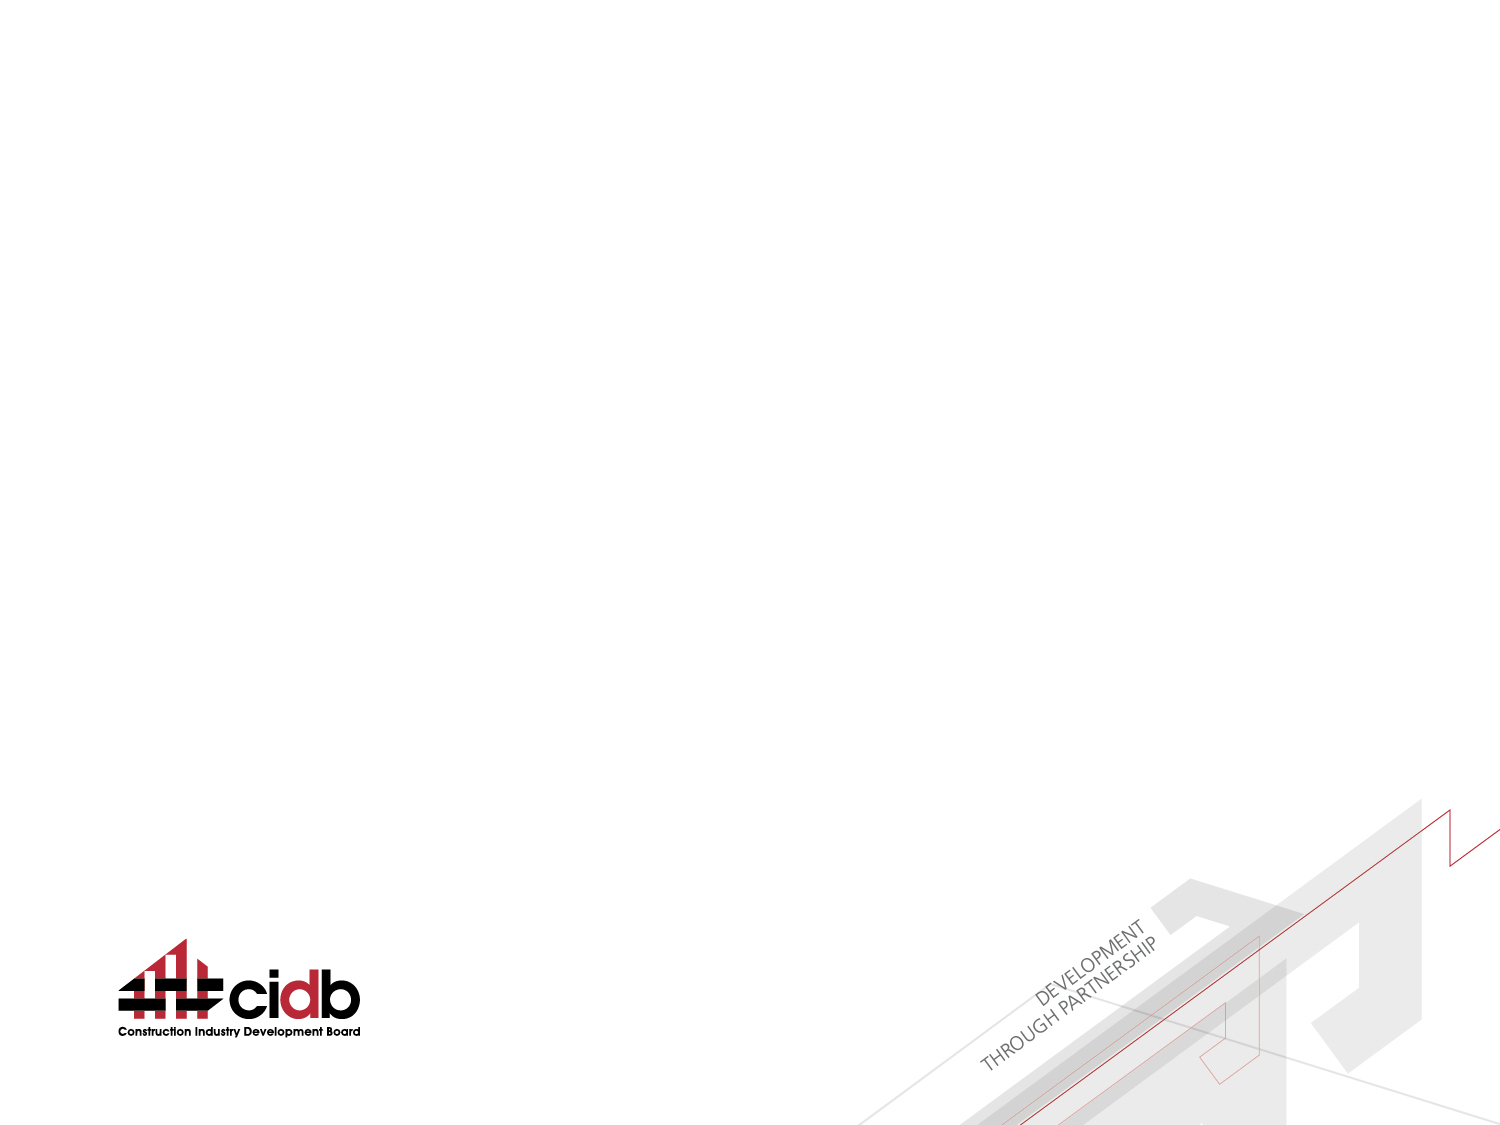 cidb
Construction Industry Development Board
DEVELOPMENT
THROUGH PARTNERSHIP